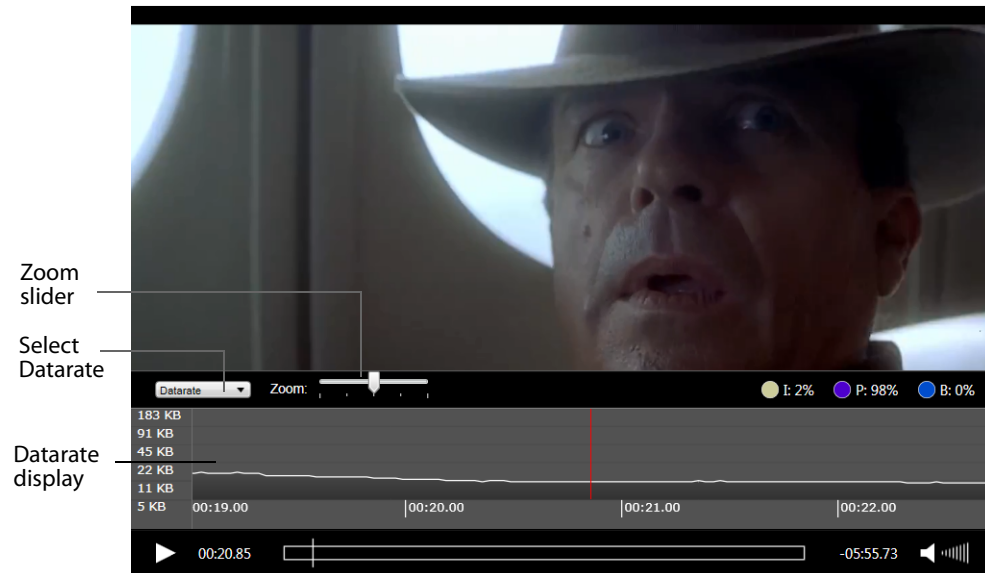 Zoom
slider
Select
Datarate
Datarate
Zoom:
I: 2%
P: 98%
B: 0%
Datarate
display
183 KB
91 KB
45 KB
22 KB
11 KB
5 KB
00:19.00
00:20.00
00:21.00
00:22.00
00:20.85
-05:55.73